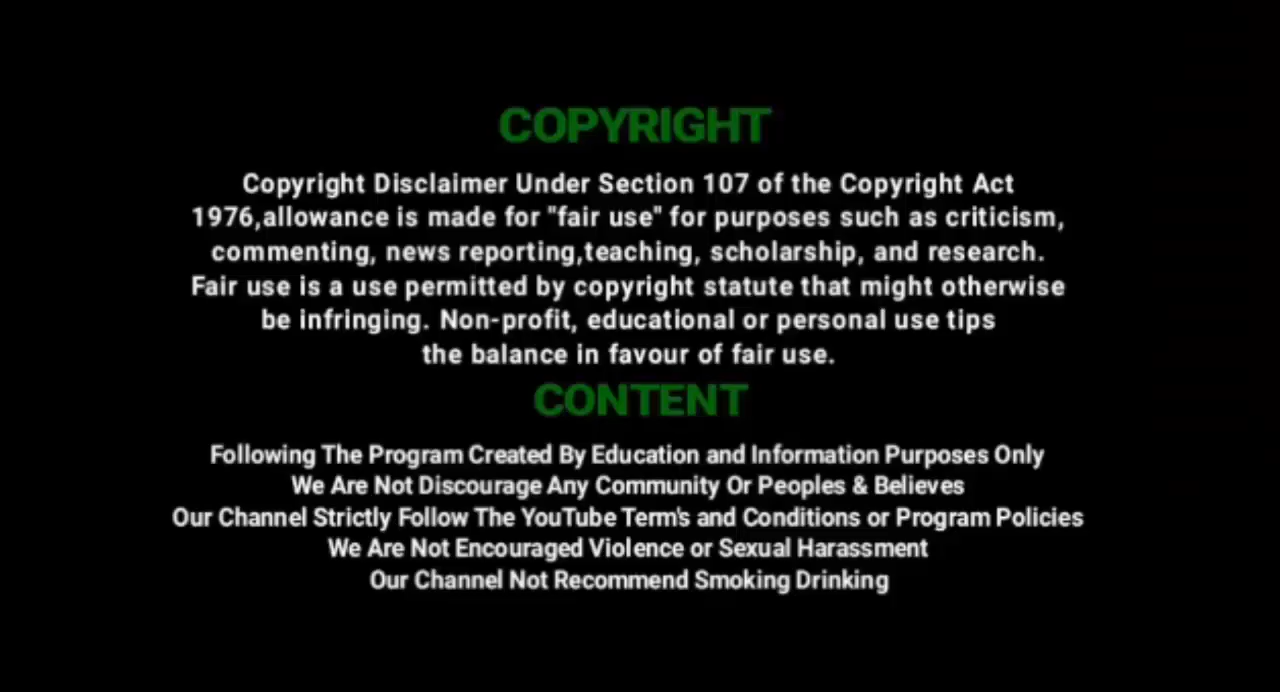 COPYRIGHT
Copyright Disclaimer Under Section 107 of the Copyright Act
1976,allowance is made for "fair use" for purposes such as criticism,
commenting, news reporting,teaching, scholarship, and research.
Fair use is a use permitted by copyright statute that might otherwise
be infringing. Non-profit, educational or personal use tips
the balance in favour of fair use.
CONTENT
Following The Program Created By Education and Information Purposes Only
We Are Not Discourage Any Community Or Peoples & Believes
Our Channel Strictly Follow The YouTube Term's and Conditions or Program Policies
We Are Not Encouraged Violence or Sexual Harassment
Our Channel Not Recommend Smoking Drinking